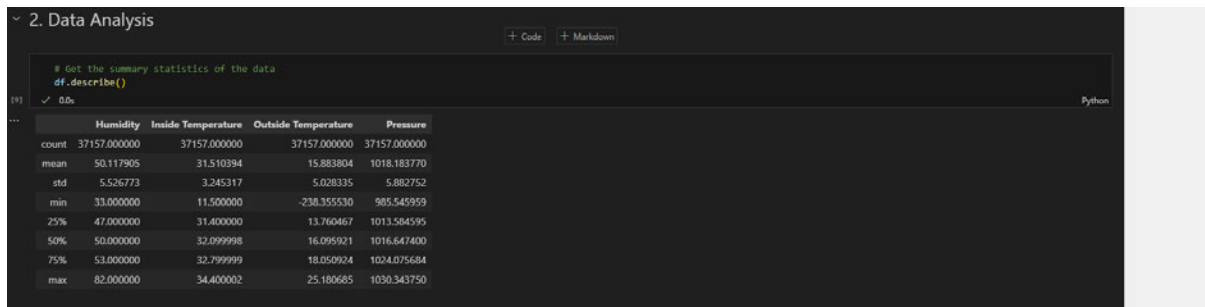 2. Data Analysis
+ Code + Markdown
# Get the summary statistics of the data
df.describe()
[9] ✓ 0.0s Python
...
Humidity Inside Temperature Outside Temperature Pressure
count 37157.000000 37157.000000 37157.000000 37157.000000
mean 50.117905 31.510394 15.883804 1018.183770
std 5.526773 3.245317 5.028335 5.882752
min 33.000000 11.500000 -238.355530 985.545959
25% 47.000000 31.400000 13.760467 1013.584595
50% 50.000000 32.099998 16.095921 1016.647400
75% 53.000000 32.799999 18.050924 1024.075684
max 82.000000 34.400002 25.180685 1030.343750